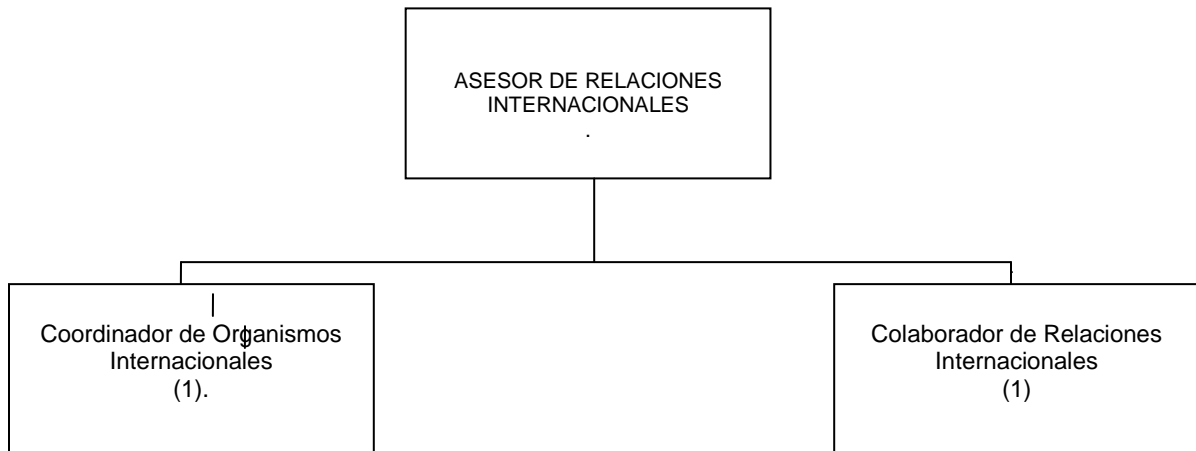 ASESOR DE RELACIONES
INTERNACIONALES
.
Coordinador de Organismos
Internacionales
(1).
Colaborador de Relaciones
Internacionales
(1)